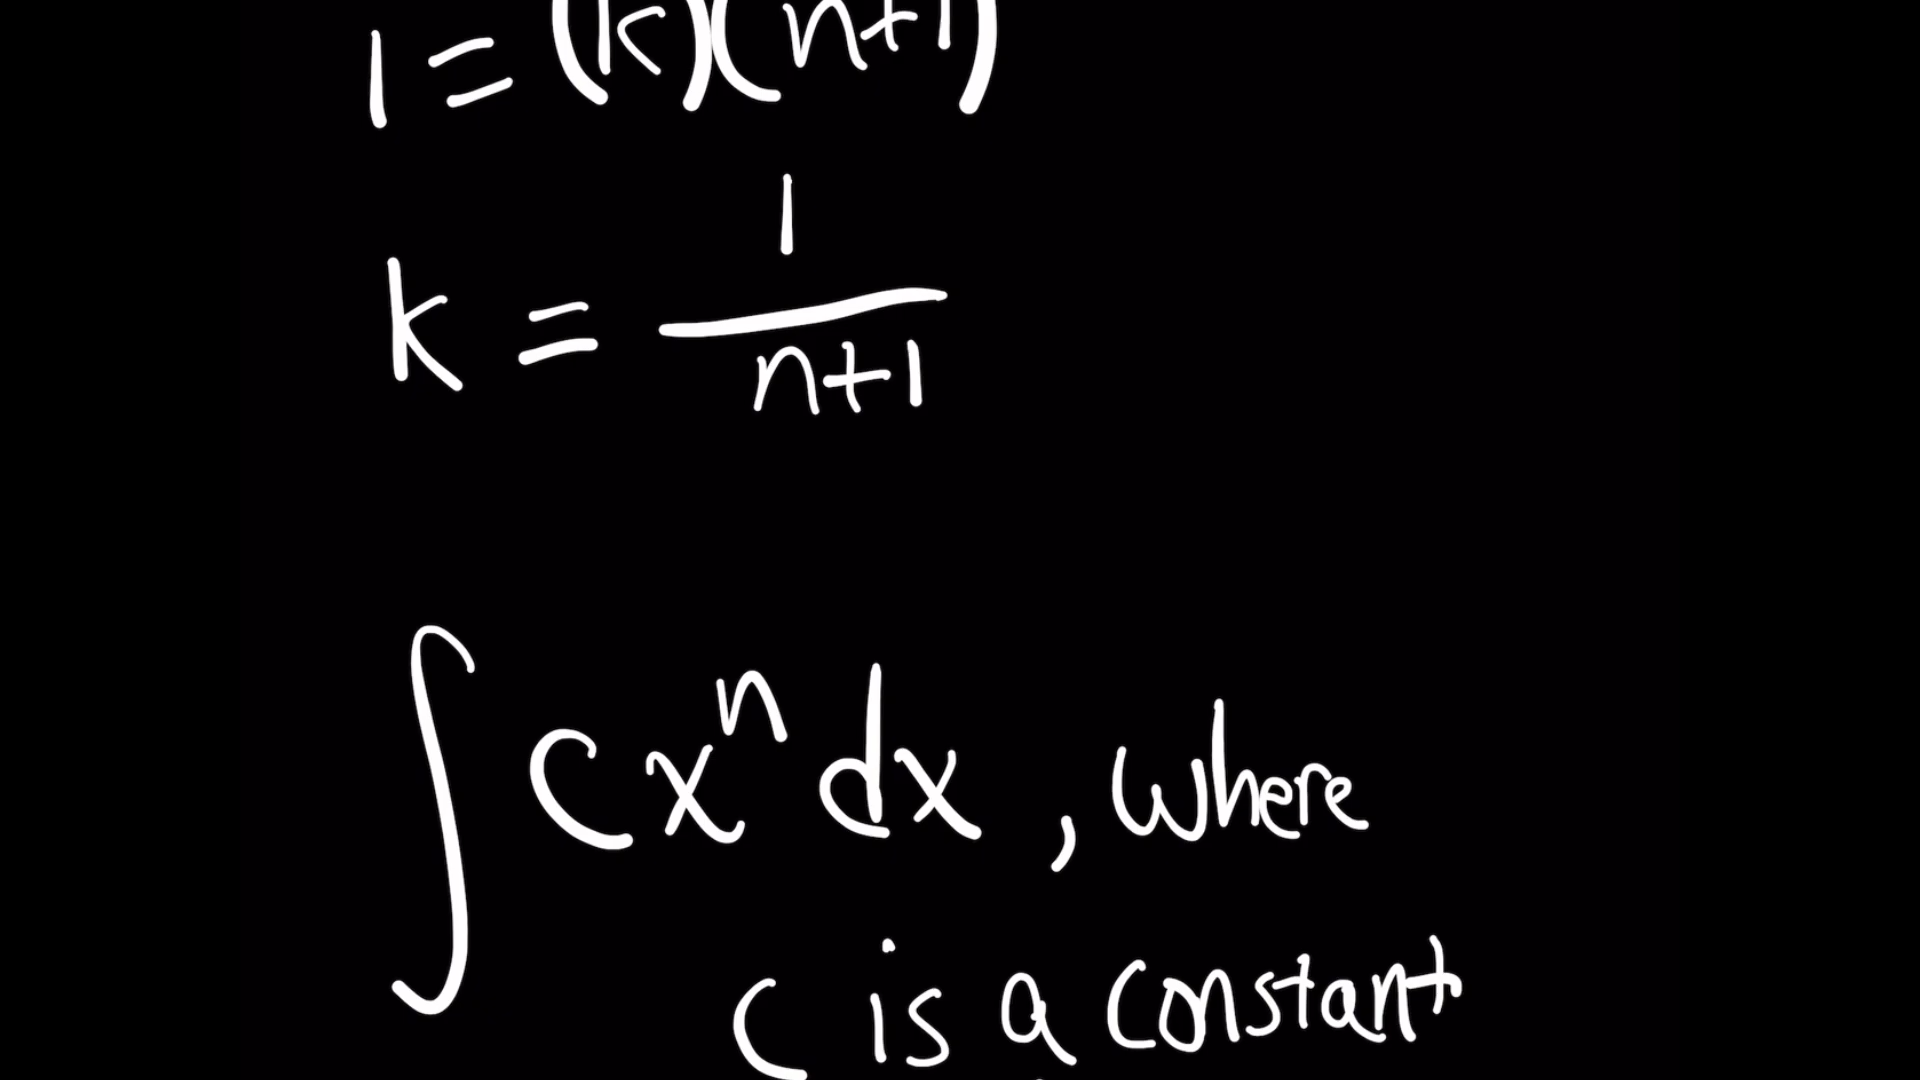 1 = (k)(n+1)
k = 1/(n+1)
∫ cx^n dx, where
c is a constant